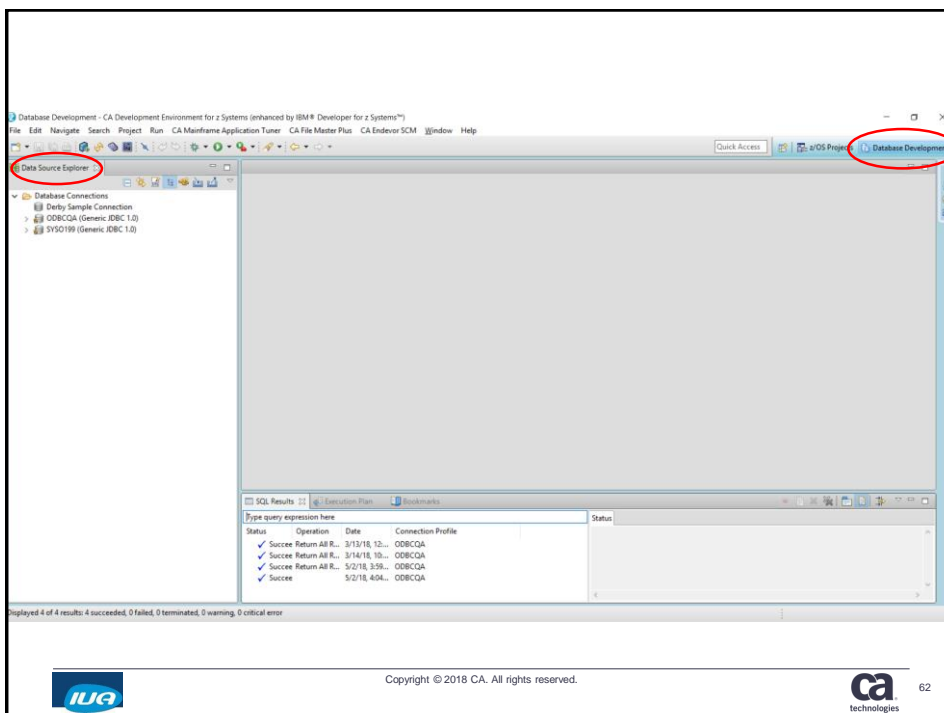 Database Development - CA Development Environment for z Systems (enhanced by IBM® Developer for z Systems™)
File Edit Navigate Search Project Run CA Mainframe Application Tuner CA File Master Plus CA Endevor SCM Window Help
Quick Access z/OS Projects Database Developmen
Data Source Explorer
Database Connections
Derby Sample Connection
ODBCQA (Generic JDBC 1.0)
SYSO199 (Generic JDBC 1.0)
SQL Results Execution Plan Bookmarks
Type query expression here
Status
Status Operation Date Connection Profile
Succee Return All R... 3/13/18, 12:... ODBCQA
Succee Return All R... 3/14/18, 10:... ODBCQA
Succee Return All R... 5/2/18, 3:59... ODBCQA
Succee 5/2/18, 4:04... ODBCQA
Displayed 4 of 4 results: 4 succeeded, 0 failed, 0 terminated, 0 warning, 0 critical error
IUA
Copyright © 2018 CA. All rights reserved.
ca
technologies
62